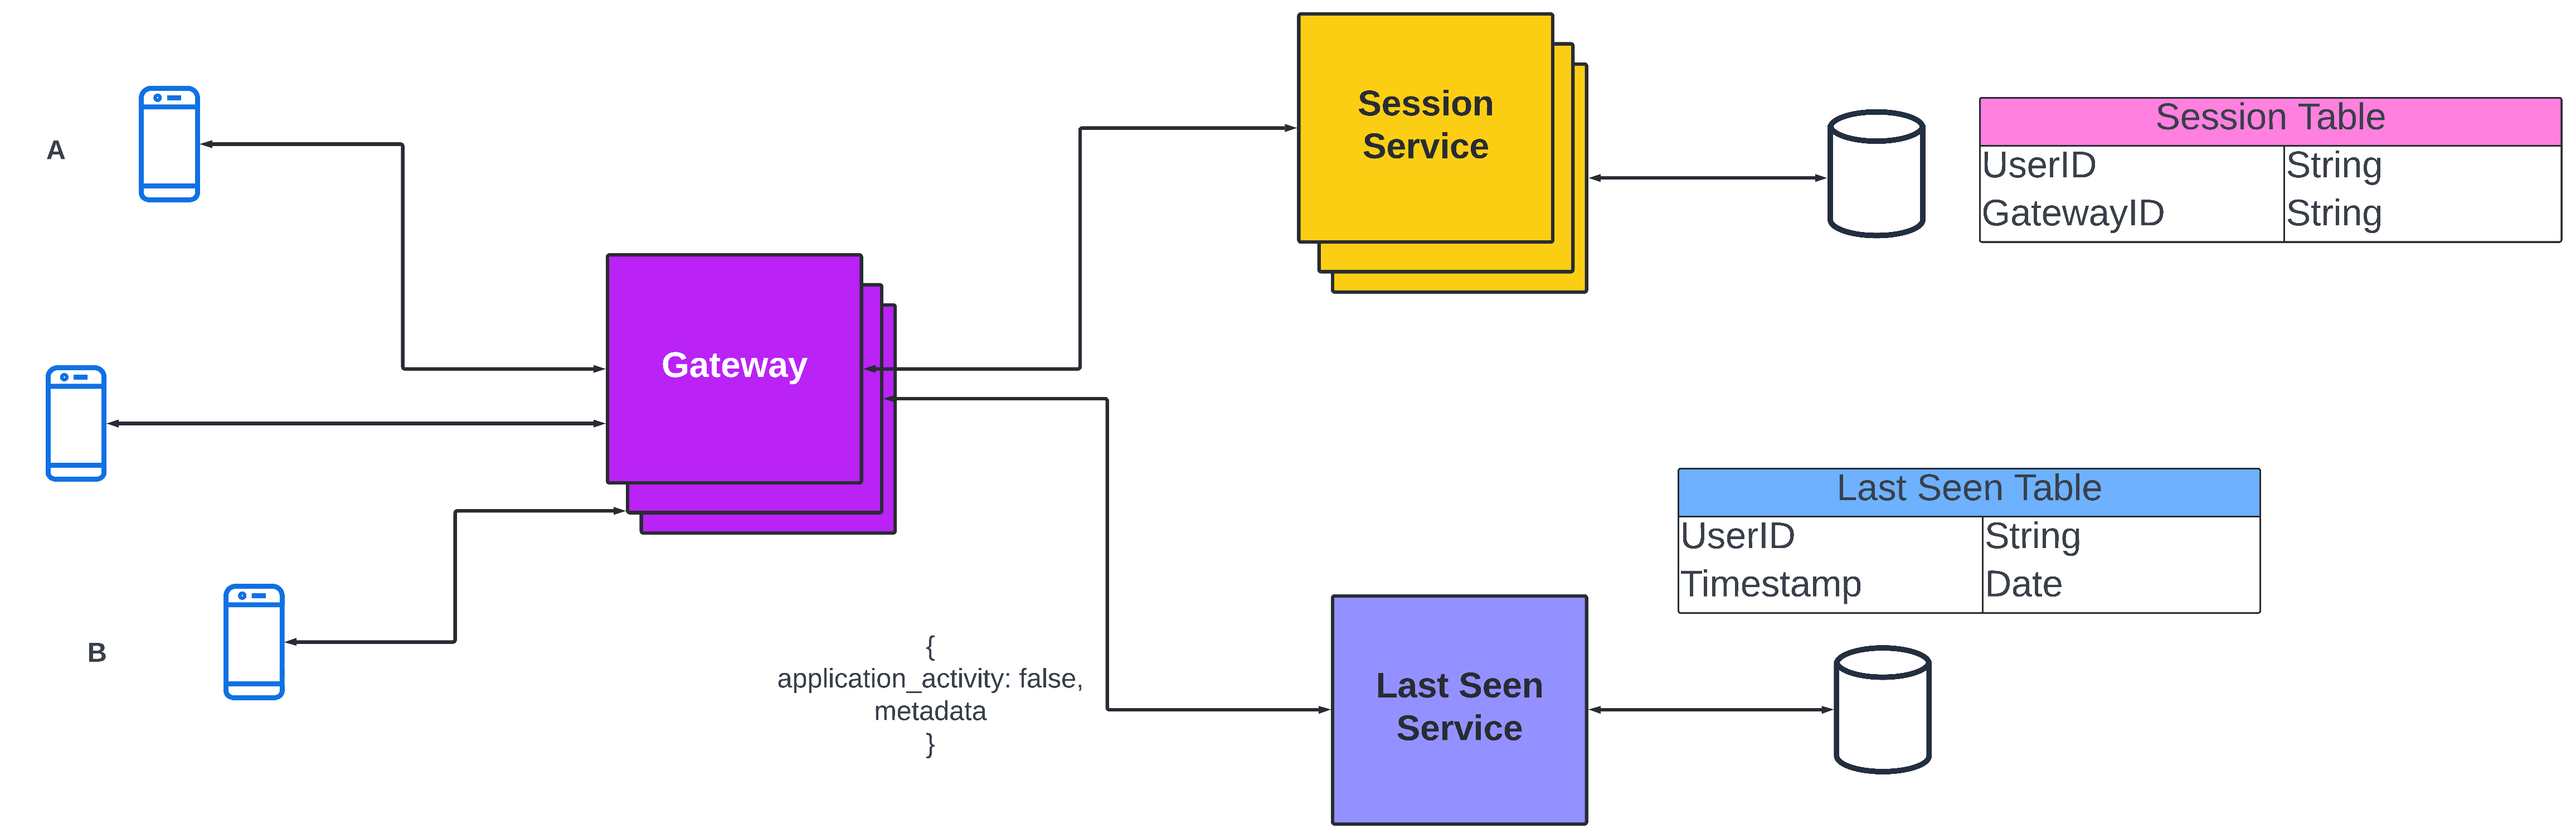 Session
Service
Session Table
UserID String
GatewayID String
A
Gateway
Last Seen Table
UserID String
Timestamp Date
B
{
application_activity: false,
metadata
}
Last Seen
Service